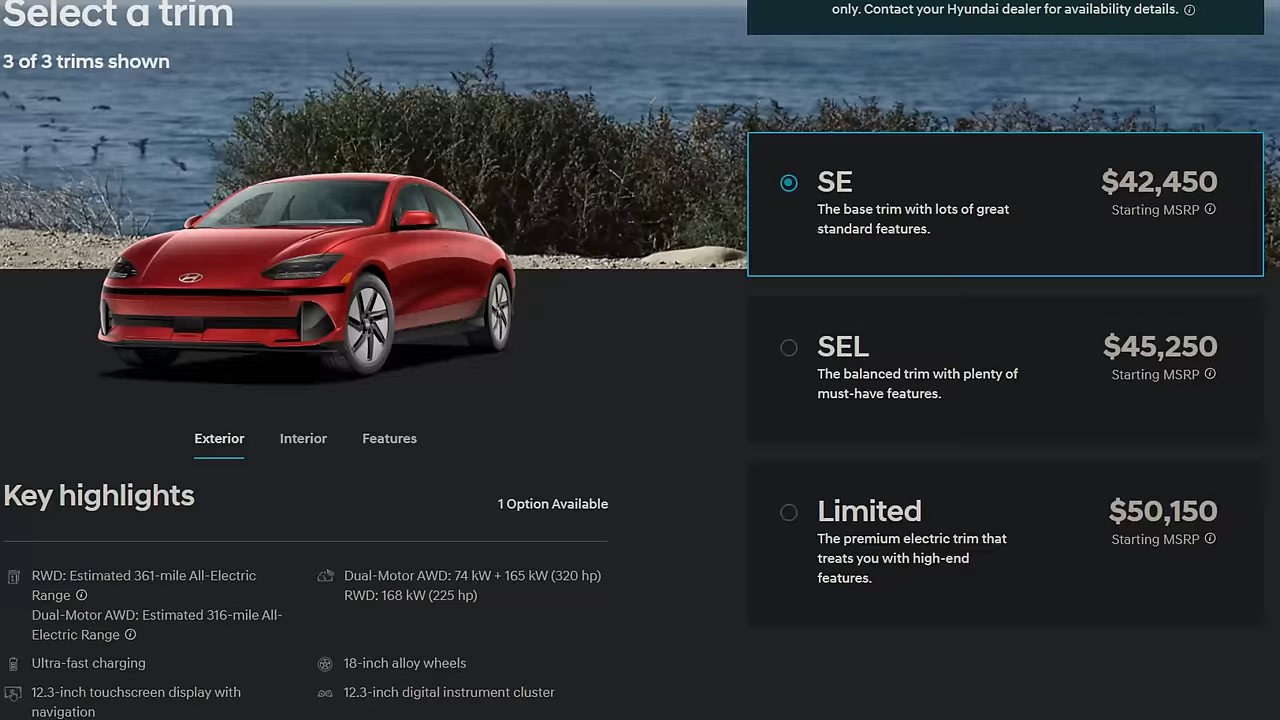 Select a trim
3 of 3 trims shown
only. Contact your Hyundai dealer for availability details.
SE
$42,450
The base trim with lots of great
standard features.
Starting MSRP
SEL
$45,250
The balanced trim with plenty of
must-have features.
Starting MSRP
Limited
$50,150
The premium electric trim that
treats you with high-end
features.
Starting MSRP
Exterior
Interior
Features
Key highlights
1 Option Available
RWD: Estimated 361-mile All-Electric
Range
Dual-Motor AWD: Estimated 316-mile All-
Electric Range
Dual-Motor AWD: 74 kW + 165 kW (320 hp)
RWD: 168 kW (225 hp)
Ultra-fast charging
18-inch alloy wheels
12.3-inch touchscreen display with
navigation
12.3-inch digital instrument cluster